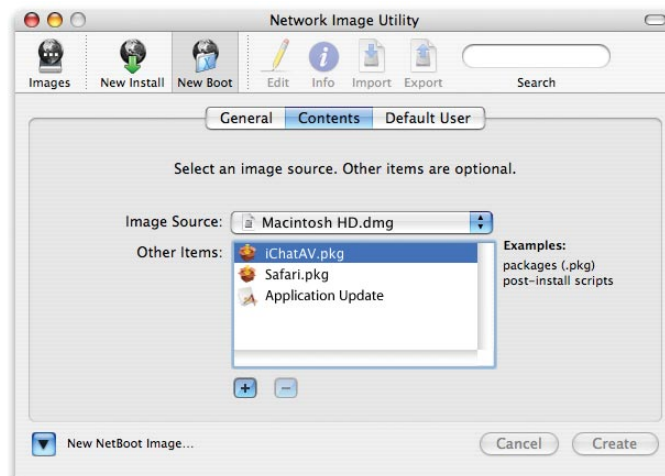 Network Image Utility
Images New Install New Boot Edit Info Import Export Search
General Contents Default User
Select an image source. Other items are optional.
Image Source: Macintosh HD.dmg
Other Items: iChatAV.pkg
Safari.pkg
Application Update
Examples:
packages (.pkg)
post-install scripts
New NetBoot Image...
Cancel Create